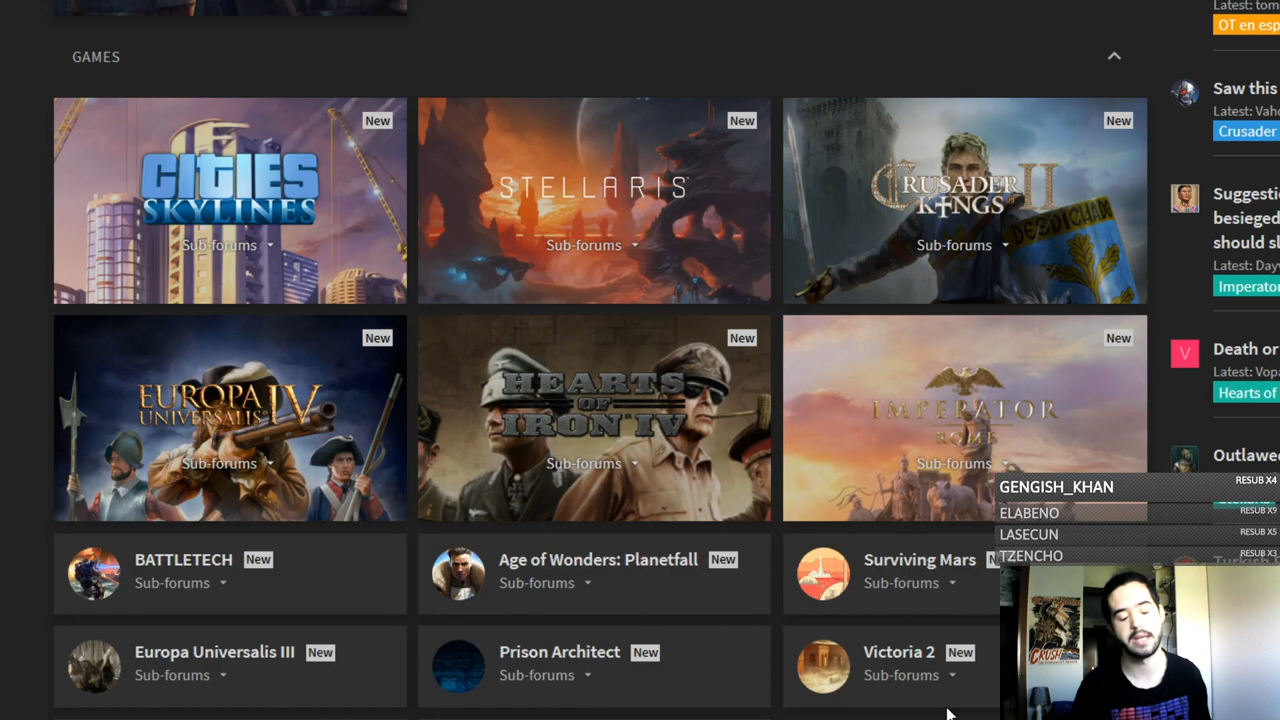 GAMES
New
CITIES
SKYLINES
Sub-forums
New
STELLARIS
Sub-forums
New
CRUSADER
KINGS II
DEZICHAN
Sub-forums
New
EUROPA
UNIVERSALIS IV
Sub-forums
New
HEARTS
OF
IRON IV
Sub-forums
New
IMPERATOR
ROME
Sub-forums
BATTLETECH New
Sub-forums
Age of Wonders: Planetfall New
Sub-forums
Surviving Mars
Sub-forums
Europa Universalis III New
Sub-forums
Prison Architect New
Sub-forums
Victoria 2 New
Sub-forums
Latest: tom
OT en esp
Saw this
Latest: Vaho
Crusader
Suggesti
besieged
should sl
Latest: Dayv
Imperator
V
Death or
Latest: Vopa
Hearts of
Outlawe
GENGISH_KHAN RESUB X4
ELABENO RESUB X9
LASECUN RESUB X5
TZENCHO RESUB X3
CRUSH